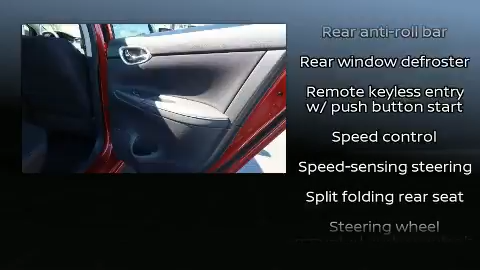 Rear anti-roll bar
Rear window defroster
Remote keyless entry
w/ push button start
Speed control
Speed-sensing steering
Split folding rear seat
Steering wheel